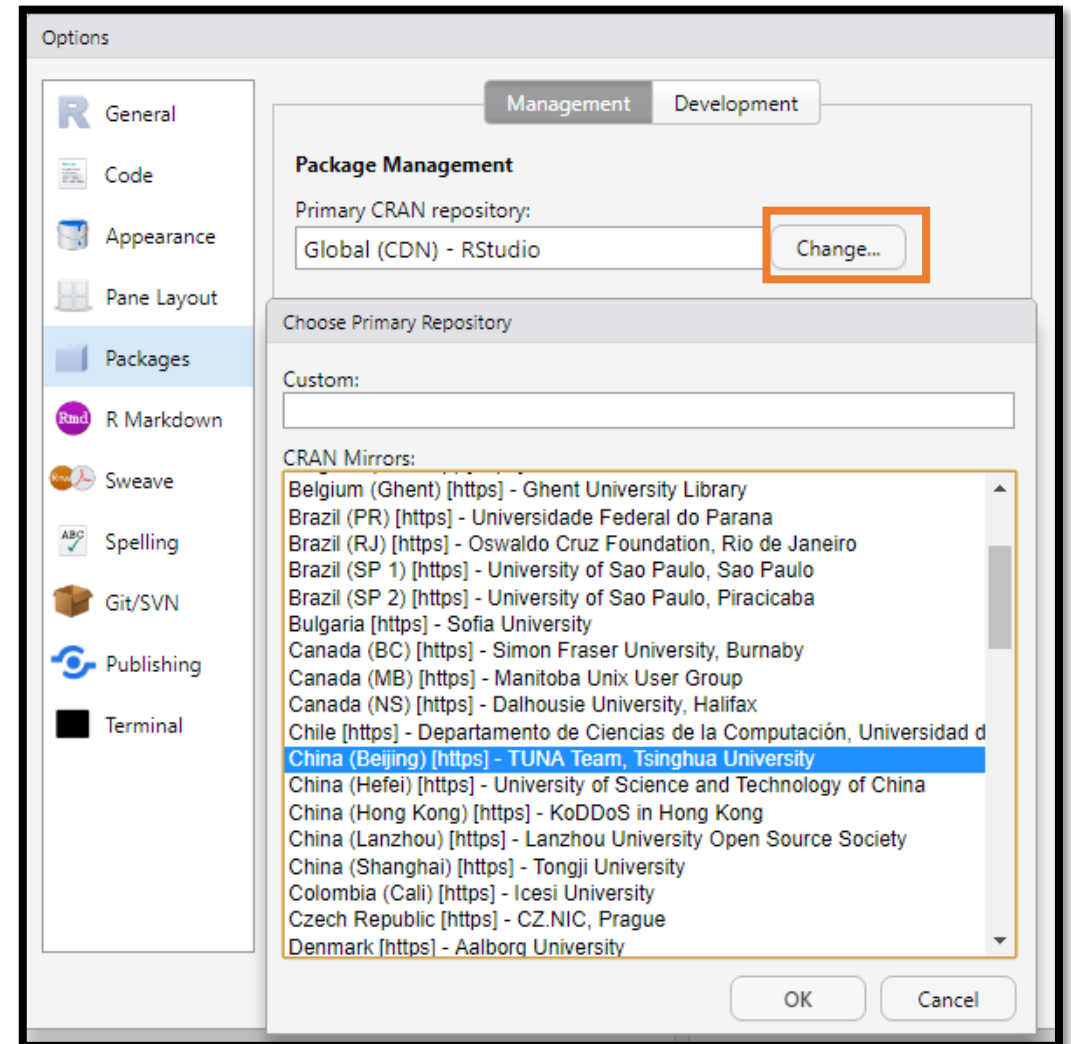 Options
General
Code
Appearance
Pane Layout
Packages
Rmd R Markdown
Sweave
ABC Spelling
Git/SVN
Publishing
Terminal
Management Development
Package Management
Primary CRAN repository:
Global (CDN) - RStudio Change...
Choose Primary Repository
Custom:
CRAN Mirrors:
Belgium (Ghent) [https] - Ghent University Library
Brazil (PR) [https] - Universidade Federal do Parana
Brazil (RJ) [https] - Oswaldo Cruz Foundation, Rio de Janeiro
Brazil (SP 1) [https] - University of Sao Paulo, Sao Paulo
Brazil (SP 2) [https] - University of Sao Paulo, Piracicaba
Bulgaria [https] - Sofia University
Canada (BC) [https] - Simon Fraser University, Burnaby
Canada (MB) [https] - Manitoba Unix User Group
Canada (NS) [https] - Dalhousie University, Halifax
Chile [https] - Departamento de Ciencias de la Computación, Universidad d
China (Beijing) [https] - TUNA Team, Tsinghua University
China (Hefei) [https] - University of Science and Technology of China
China (Hong Kong) [https] - KoDDoS in Hong Kong
China (Lanzhou) [https] - Lanzhou University Open Source Society
China (Shanghai) [https] - Tongji University
Colombia (Cali) [https] - Icesi University
Czech Republic [https] - CZ.NIC, Prague
Denmark [https] - Aalborg University
OK Cancel